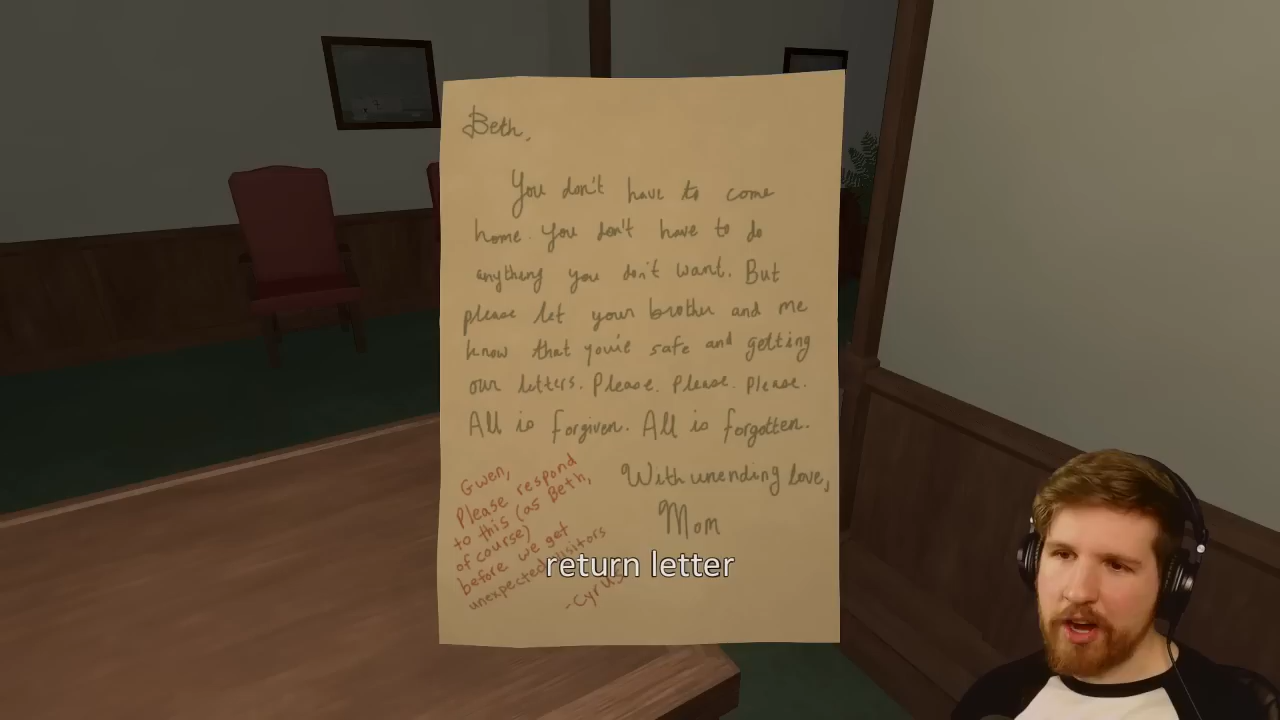 Beth,
You don't have to come
home. You don't have to do
anything you don't want. But
please let your brother and me
know that you're safe and getting
our letters. Please. Please. Please.
All is forgiven. All is forgotten.
With unending love,
Mom
Gwen,
Please respond
to this (as Beth,
of course)
before we get
unexpected visitors
-Cyrus
return letter